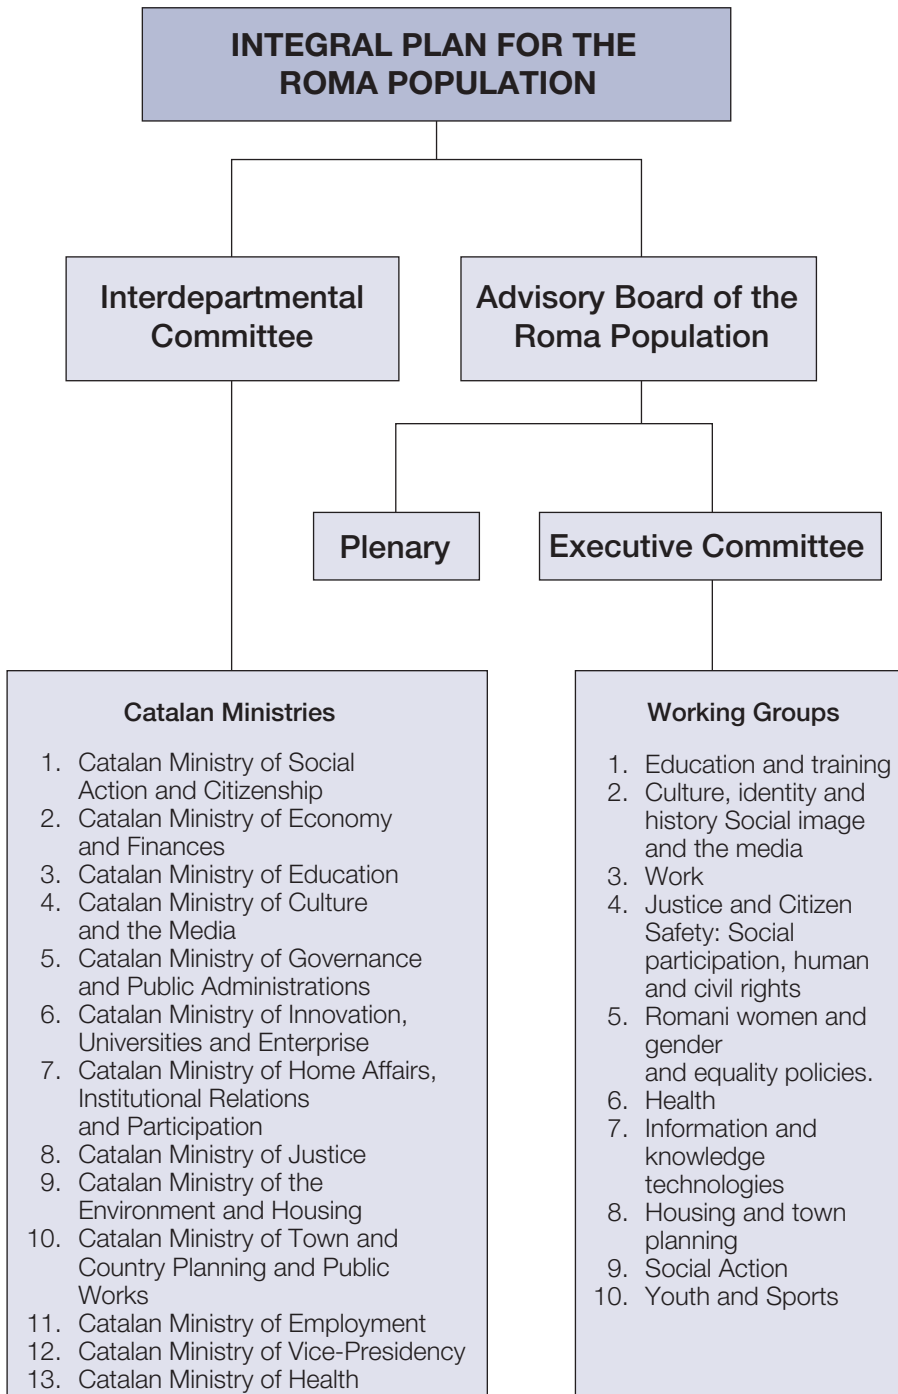 INTEGRAL PLAN FOR THE
ROMA POPULATION
Interdepartmental
Committee
Advisory Board of the
Roma Population
Plenary
Executive Committee
Catalan Ministries
1. Catalan Ministry of Social
Action and Citizenship
2. Catalan Ministry of Economy
and Finances
3. Catalan Ministry of Education
4. Catalan Ministry of Culture
and the Media
5. Catalan Ministry of Governance
and Public Administrations
6. Catalan Ministry of Innovation,
Universities and Enterprise
7. Catalan Ministry of Home Affairs,
Institutional Relations
and Participation
8. Catalan Ministry of Justice
9. Catalan Ministry of the
Environment and Housing
10. Catalan Ministry of Town and
Country Planning and Public
Works
11. Catalan Ministry of Employment
12. Catalan Ministry of Vice-Presidency
13. Catalan Ministry of Health
Working Groups
1. Education and training
2. Culture, identity and
history Social image
and the media
3. Work
4. Justice and Citizen
Safety: Social
participation, human
and civil rights
5. Romani women and
gender
and equality policies.
6. Health
7. Information and
knowledge
technologies
8. Housing and town
planning
9. Social Action
10. Youth and Sports